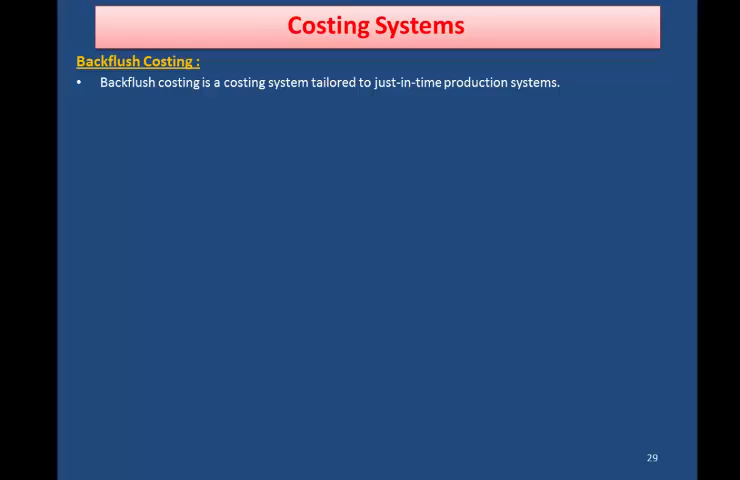 Costing Systems
Backflush Costing :
• Backflush costing is a costing system tailored to just-in-time production systems.
29